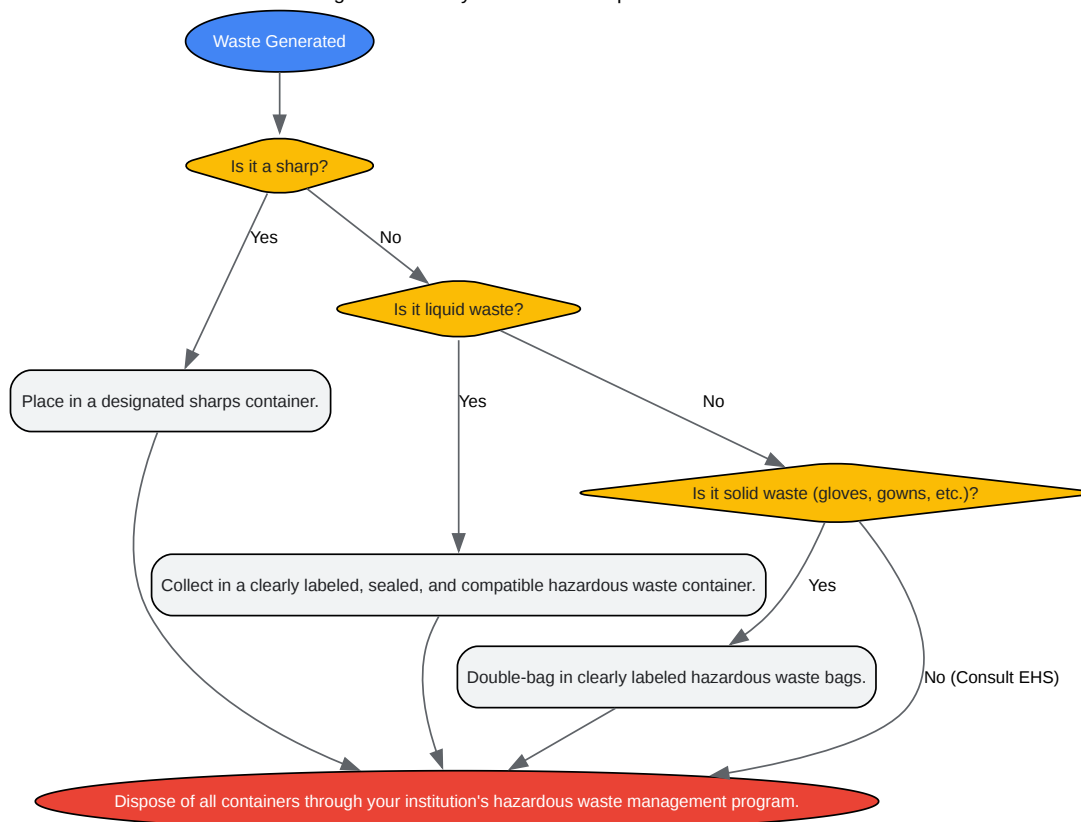 Waste Generated
Is it a sharp?
Yes
No
Is it liquid waste?
Place in a designated sharps container.
Yes
No
Is it solid waste (gloves, gowns, etc.)?
Collect in a clearly labeled, sealed, and compatible hazardous waste container.
Yes
Double-bag in clearly labeled hazardous waste bags.
No (Consult EHS)
Dispose of all containers through your institution's hazardous waste management program.